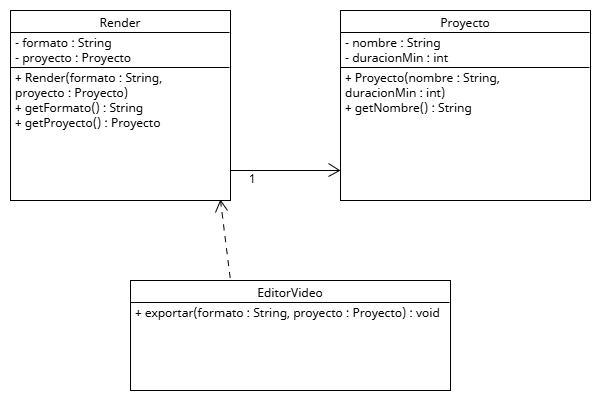 Render
- formato : String
- proyecto : Proyecto
+ Render(formato : String,
proyecto : Proyecto)
+ getFormato() : String
+ getProyecto() : Proyecto
Proyecto
- nombre : String
- duracionMin : int
+ Proyecto(nombre : String,
duracionMin : int)
+ getNombre() : String
1
EditorVideo
+ exportar(formato : String, proyecto : Proyecto) : void